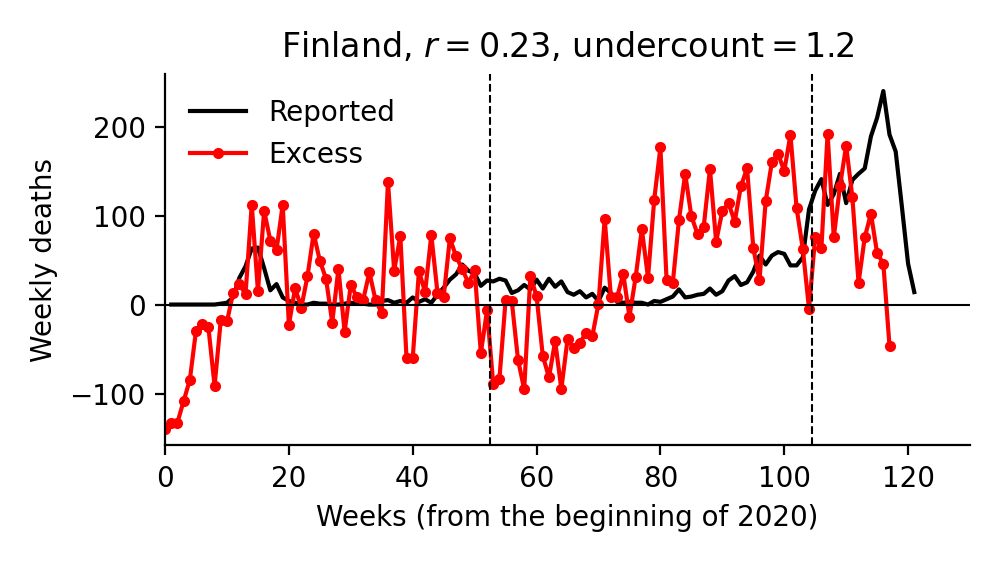 Finland, r = 0.23, undercount = 1.2
Reported
Excess
Weekly deaths
200
100
0
−100
0 20 40 60 80 100 120
Weeks (from the beginning of 2020)